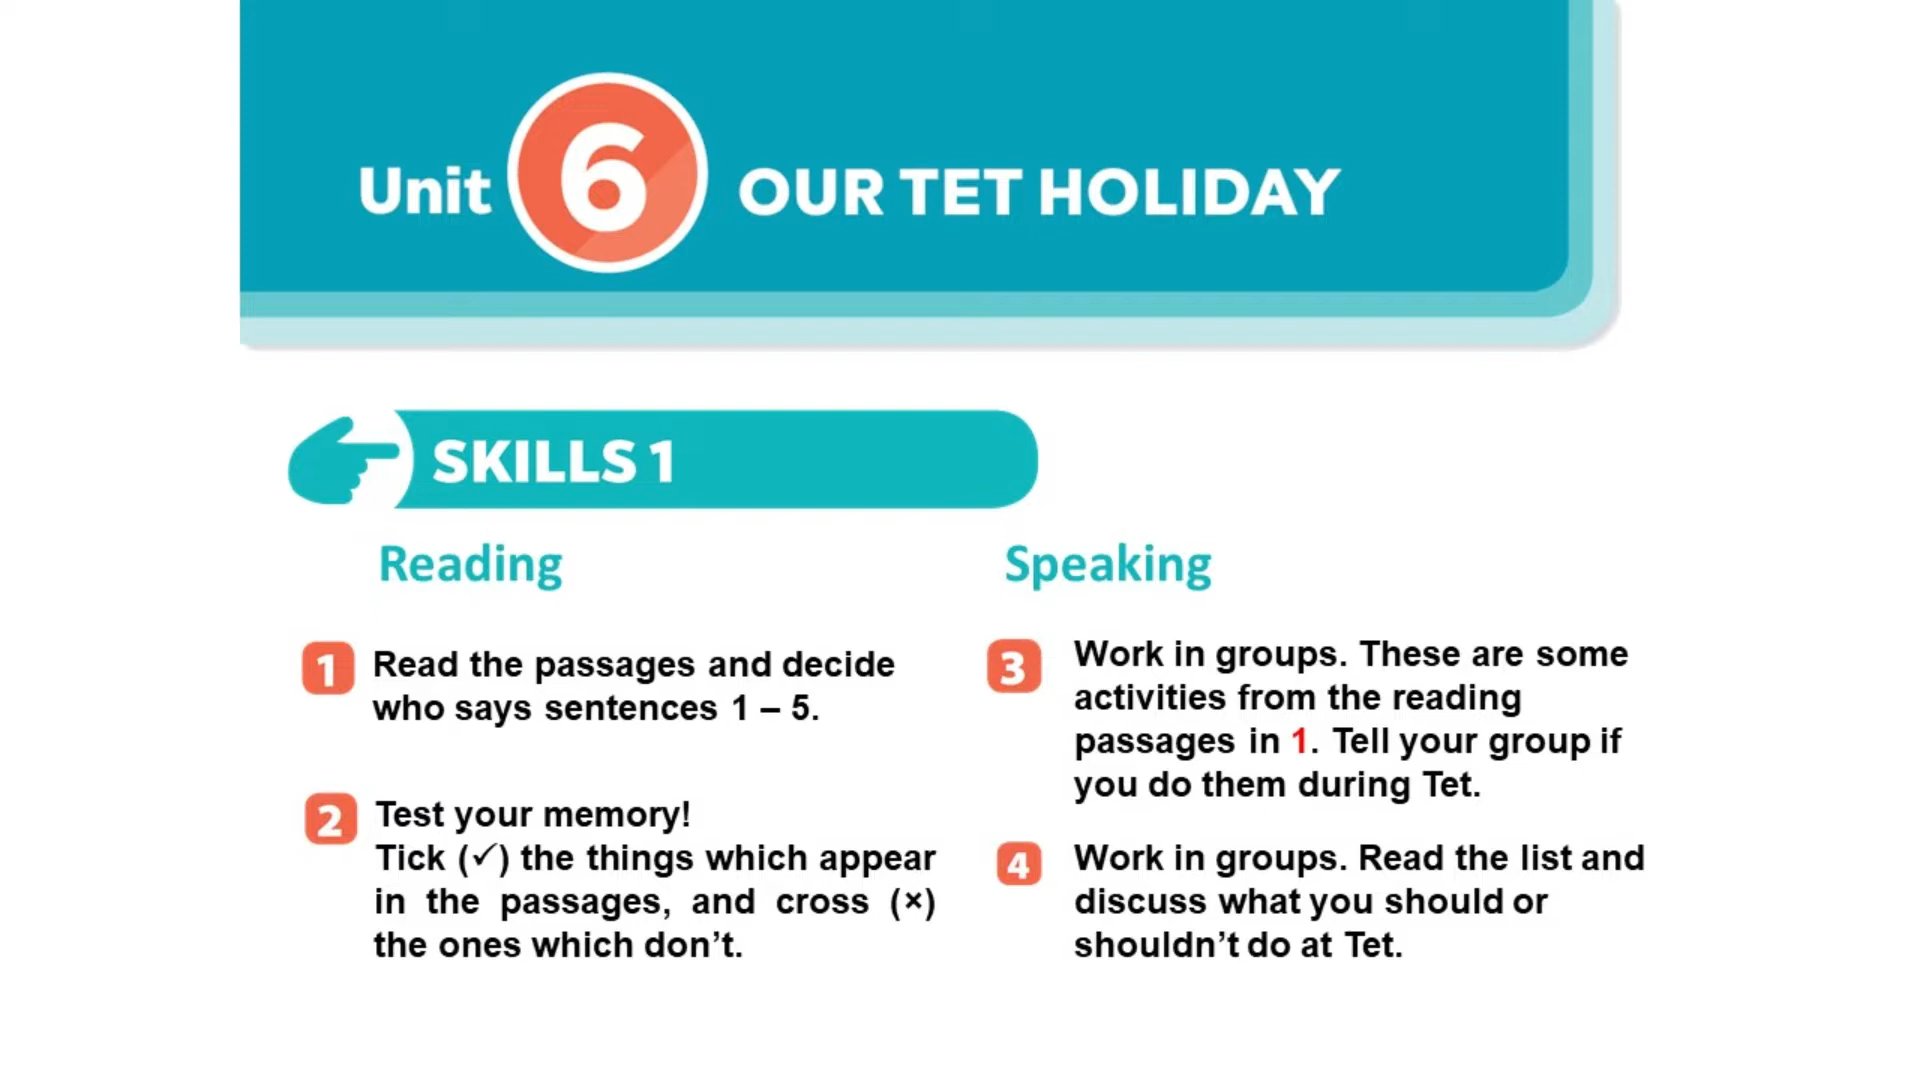 Unit 6 OUR TET HOLIDAY
SKILLS 1
Reading
1 Read the passages and decide
who says sentences 1 – 5.
2 Test your memory!
Tick (✓) the things which appear
in the passages, and cross (×)
the ones which don’t.
Speaking
3 Work in groups. These are some
activities from the reading
passages in 1. Tell your group if
you do them during Tet.
4 Work in groups. Read the list and
discuss what you should or
shouldn’t do at Tet.